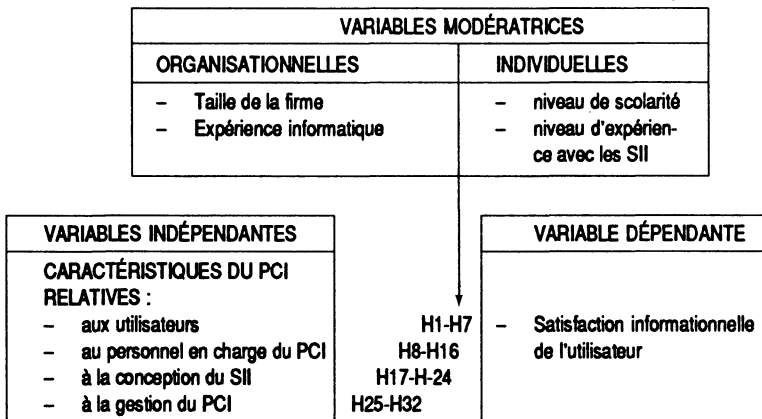 VARIABLES MODÉRATRICES
ORGANISATIONNELLES
– Taille de la firme
– Expérience informatique
INDIVIDUELLES
– niveau de scolarité
– niveau d'expérien-
ce avec les SII
VARIABLES INDÉPENDANTES
CARACTÉRISTIQUES DU PCI
RELATIVES :
– aux utilisateurs
– au personnel en charge du PCI
– à la conception du SII
– à la gestion du PCI
H1-H7
H8-H16
H17-H-24
H25-H32
VARIABLE DÉPENDANTE
– Satisfaction informationnelle
de l'utilisateur